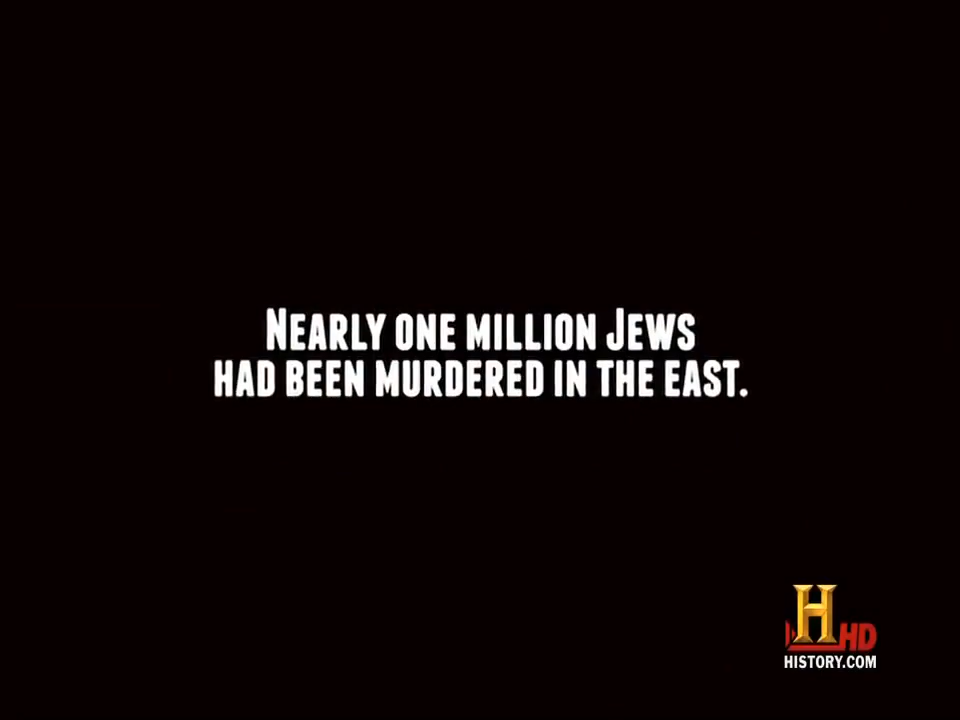 Nearly one million Jews
had been murdered in the east.
H
HD
HISTORY.COM